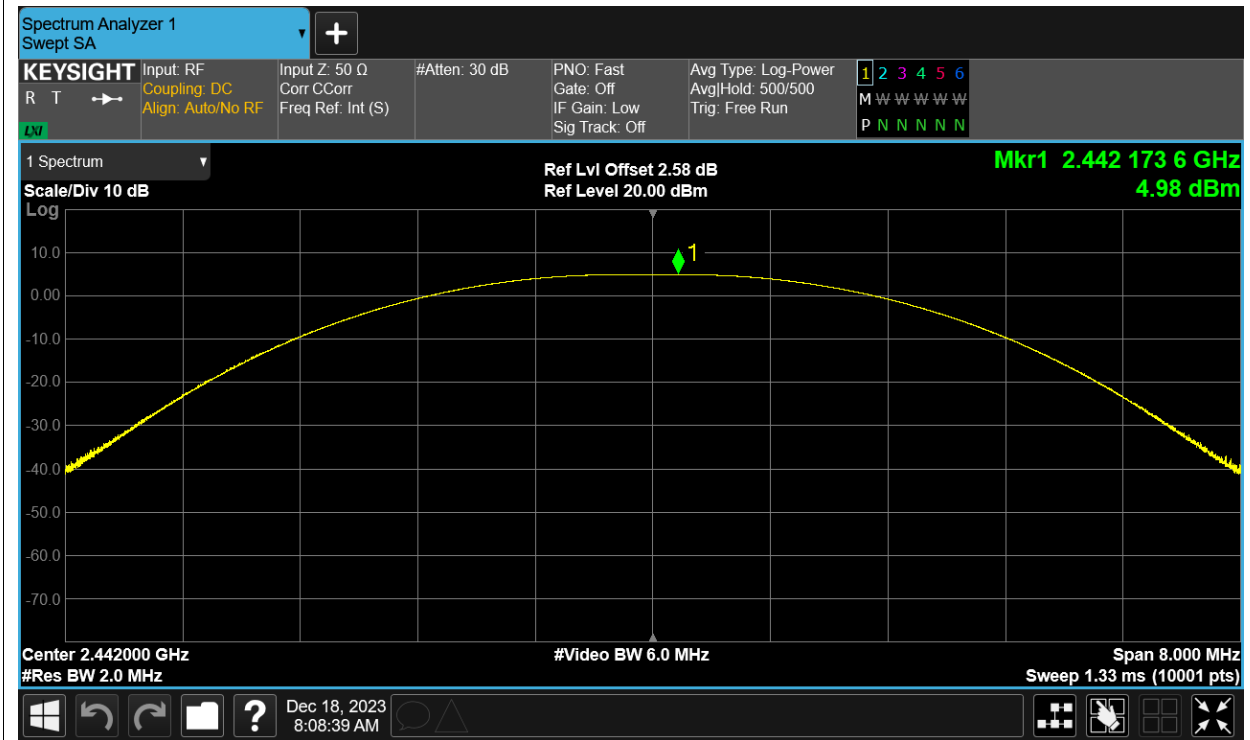 Spectrum Analyzer 1
Swept SA
KEYSIGHT
R T
LXI
Input: RF
Coupling: DC
Align: Auto/No RF
Input Z: 50 Ω
Corr CCorr
Freq Ref: Int (S)
#Atten: 30 dB
PNO: Fast
Gate: Off
IF Gain: Low
Sig Track: Off
Avg Type: Log-Power
Avg|Hold: 500/500
Trig: Free Run
1 2 3 4 5 6
M W W W W W
P N N N N N
1 Spectrum
Scale/Div 10 dB
Log
Ref Lvl Offset 2.58 dB
Ref Level 20.00 dBm
Mkr1 2.442 173 6 GHz
4.98 dBm
1
10.0
0.00
-10.0
-20.0
-30.0
-40.0
-50.0
-60.0
-70.0
Center 2.442000 GHz
#Res BW 2.0 MHz
#Video BW 6.0 MHz
Span 8.000 MHz
Sweep 1.33 ms (10001 pts)
?
Dec 18, 2023
8:08:39 AM